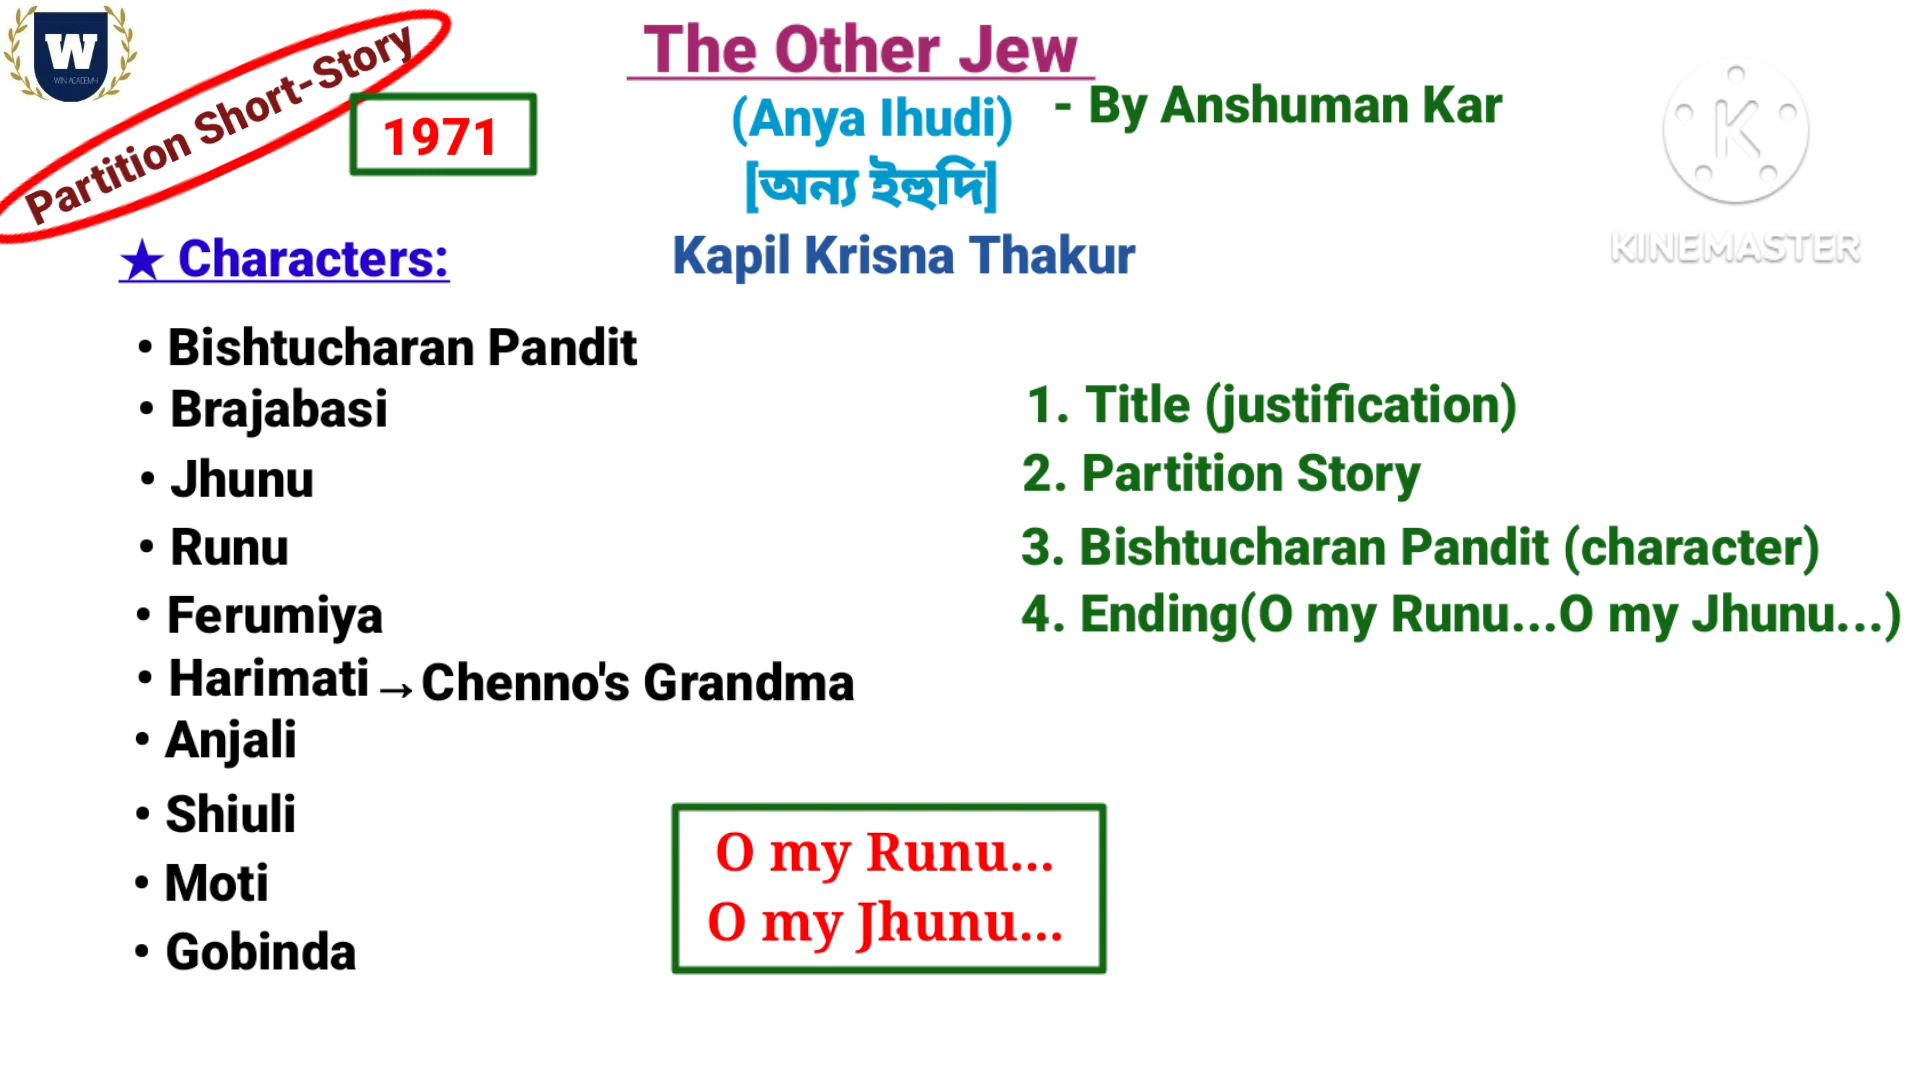 W
WIN ACADEMY
Partition Short-Story
1971
The Other Jew
(Anya Ihudi)
- By Anshuman Kar
[অন্য ইহুদি]
Kapil Krisna Thakur
K
KINEMASTER
★ Characters:
• Bishtucharan Pandit
• Brajabasi
• Jhunu
• Runu
• Ferumiya
• Harimati → Chenno's Grandma
• Anjali
• Shiuli
• Moti
• Gobinda
1. Title (justification)
2. Partition Story
3. Bishtucharan Pandit (character)
4. Ending(O my Runu...O my Jhunu...)
O my Runu...
O my Jhunu...